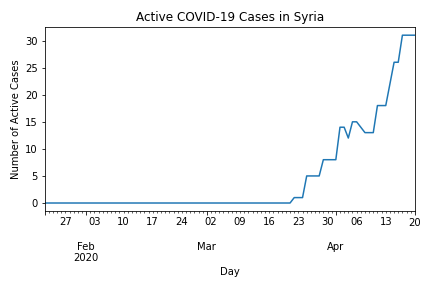 Active COVID-19 Cases in Syria
Number of Active Cases
30
25
20
15
10
5
0
27 03 10 17 24 02 09 16 23 30 06 13 20
Feb Mar Apr
2020
Day